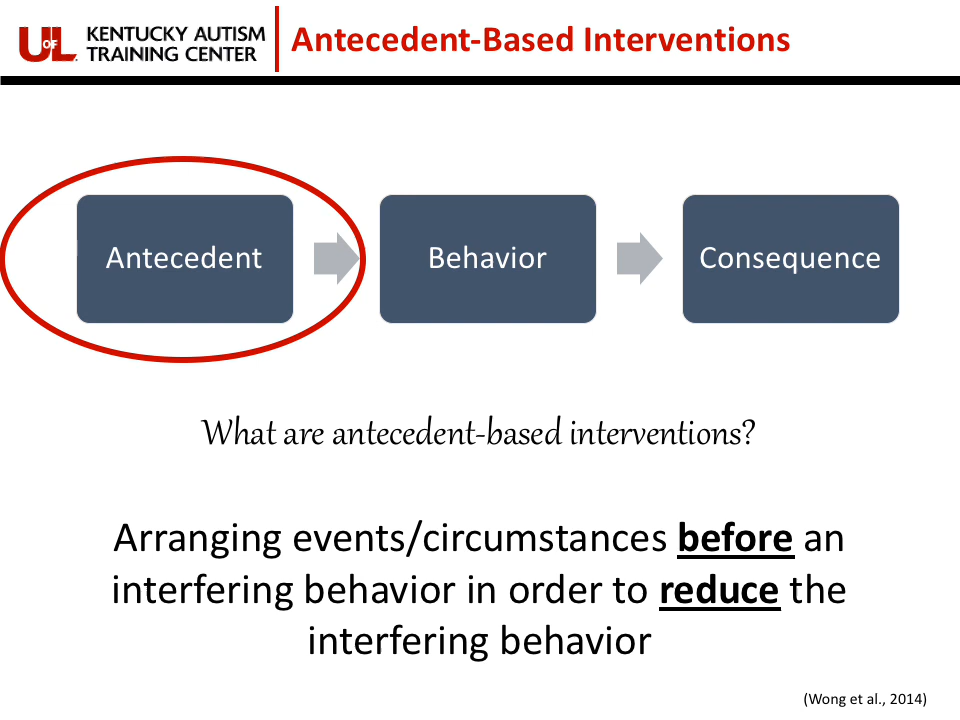 UofL KENTUCKY AUTISM
TRAINING CENTER
Antecedent-Based Interventions
Antecedent
Behavior
Consequence
What are antecedent-based interventions?
Arranging events/circumstances before an
interfering behavior in order to reduce the
interfering behavior
(Wong et al., 2014)